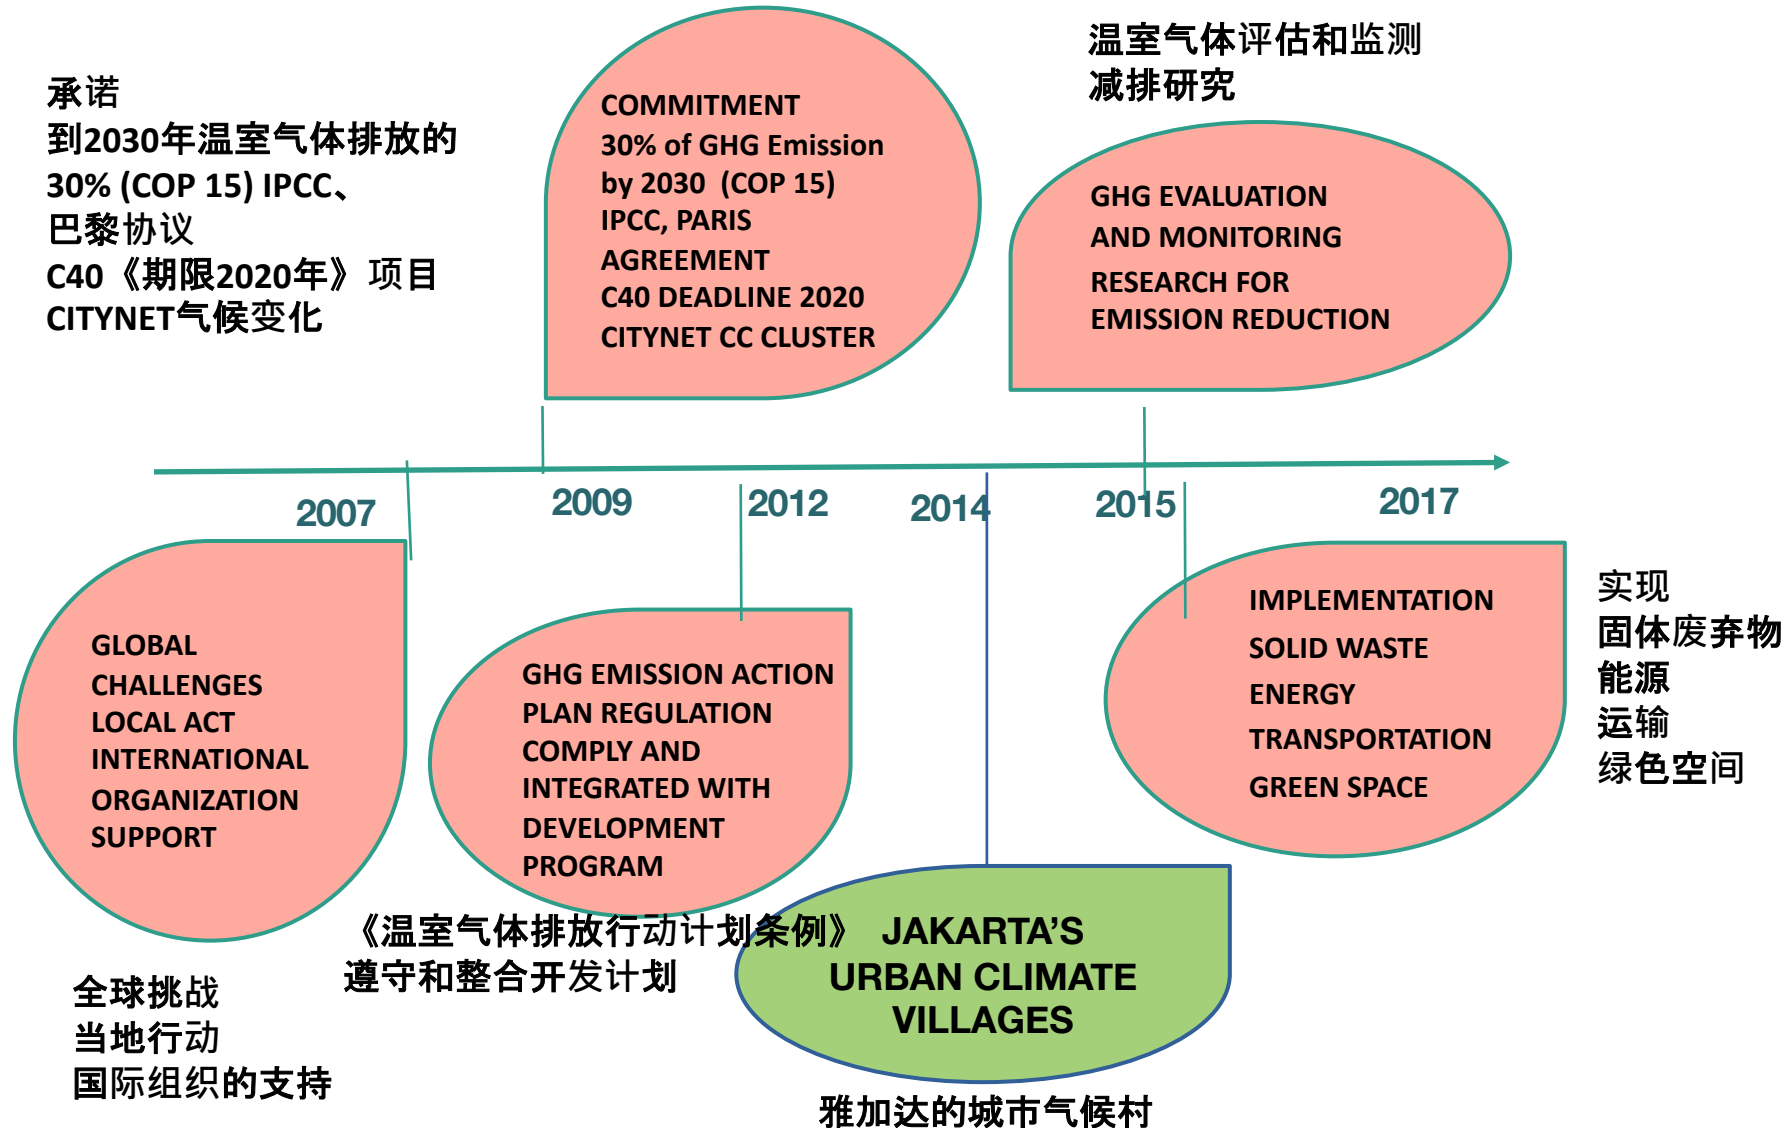 承诺
到2030年温室气体排放的
30% (COP 15) IPCC、
巴黎协议
C40《期限2020年》项目
CITYNET气候变化
COMMITMENT
30% of GHG Emission
by 2030 (COP 15)
IPCC, PARIS
AGREEMENT
C40 DEADLINE 2020
CITYNET CC CLUSTER
温室气体评估和监测
减排研究
GHG EVALUATION
AND MONITORING
RESEARCH FOR
EMISSION REDUCTION
2007
2009
2012
2014
2015
2017
GLOBAL
CHALLENGES
LOCAL ACT
INTERNATIONAL
ORGANIZATION
SUPPORT
全球挑战
当地行动
国际组织的支持
GHG EMISSION ACTION
PLAN REGULATION
COMPLY AND
INTEGRATED WITH
DEVELOPMENT
PROGRAM
《温室气体排放行动计划条例》
遵守和整合开发计划
JAKARTA'S
URBAN CLIMATE
VILLAGES
雅加达的城市气候村
IMPLEMENTATION
SOLID WASTE
ENERGY
TRANSPORTATION
GREEN SPACE
实现
固体废弃物
能源
运输
绿色空间